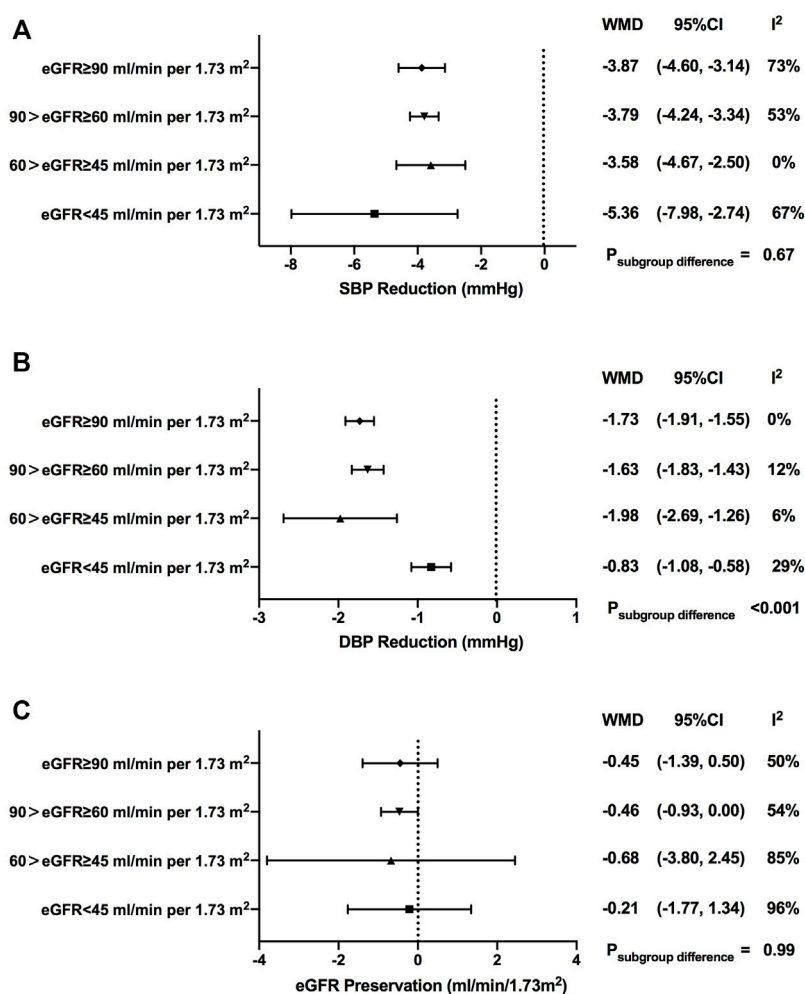 A
WMD 95%CI I²
eGFR≥90 ml/min per 1.73 m² -3.87 (-4.60, -3.14) 73%
90>eGFR≥60 ml/min per 1.73 m² -3.79 (-4.24, -3.34) 53%
60>eGFR≥45 ml/min per 1.73 m² -3.58 (-4.67, -2.50) 0%
eGFR<45 ml/min per 1.73 m² -5.36 (-7.98, -2.74) 67%
P subgroup difference = 0.67
-8 -6 -4 -2 0
SBP Reduction (mmHg)
B
WMD 95%CI I²
eGFR≥90 ml/min per 1.73 m² -1.73 (-1.91, -1.55) 0%
90>eGFR≥60 ml/min per 1.73 m² -1.63 (-1.83, -1.43) 12%
60>eGFR≥45 ml/min per 1.73 m² -1.98 (-2.69, -1.26) 6%
eGFR<45 ml/min per 1.73 m² -0.83 (-1.08, -0.58) 29%
P subgroup difference <0.001
-3 -2 -1 0 1
DBP Reduction (mmHg)
C
WMD 95%CI I²
eGFR≥90 ml/min per 1.73 m² -0.45 (-1.39, 0.50) 50%
90>eGFR≥60 ml/min per 1.73 m² -0.46 (-0.93, 0.00) 54%
60>eGFR≥45 ml/min per 1.73 m² -0.68 (-3.80, 2.45) 85%
eGFR<45 ml/min per 1.73 m² -0.21 (-1.77, 1.34) 96%
P subgroup difference = 0.99
-4 -2 0 2 4
eGFR Preservation (ml/min/1.73m²)